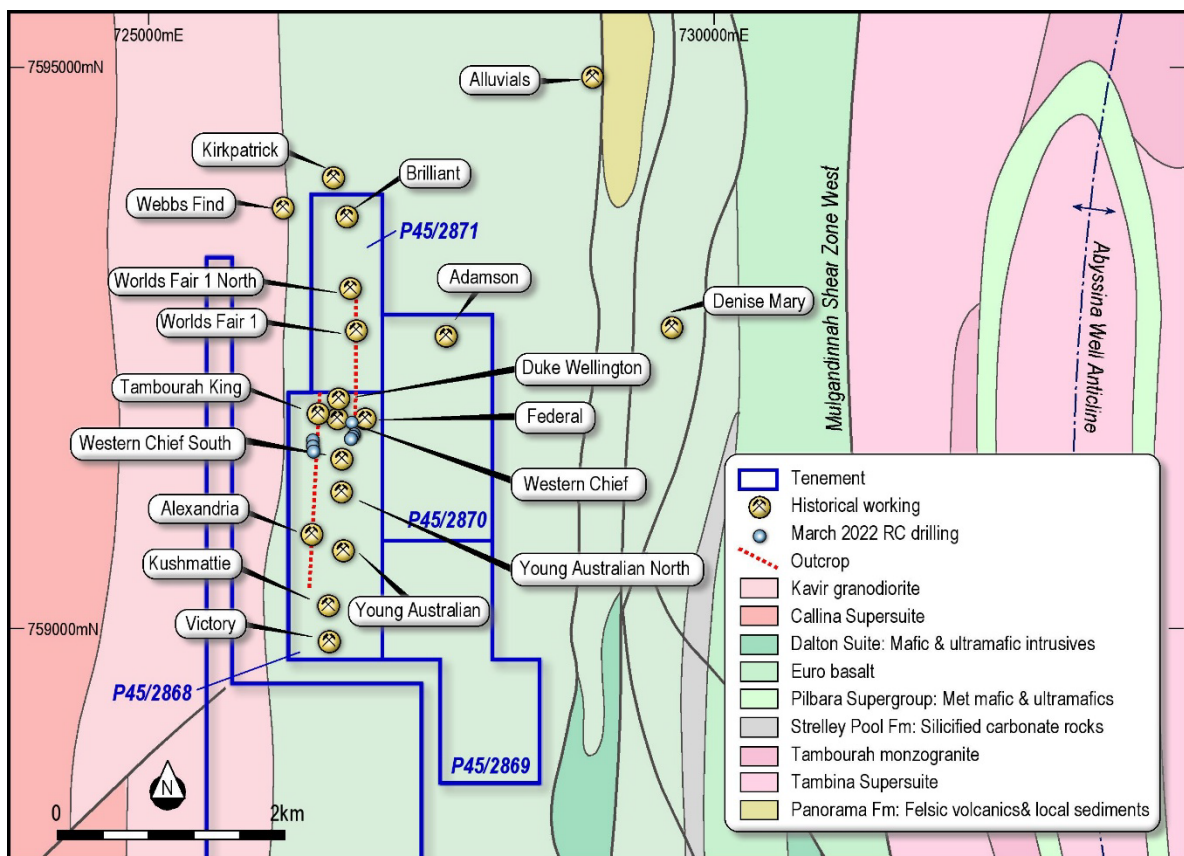 725000mE
730000mE
7595000mN
Alluvials
Kirkpatrick
Brilliant
Webbs Find
P45/2871
Worlds Fair 1 North
Adamson
Denise Mary
Worlds Fair 1
Mulgandinnah Shear Zone West
Abyssina Well Anticline
Duke Wellington
Tambourah King
Federal
Western Chief South
Western Chief
Alexandria
P45/2870
Kushmattie
Young Australian North
Young Australian
Victory
759000mN
P45/2868
P45/2869
N
0
2km
Tenement
Historical working
March 2022 RC drilling
Outcrop
Kavir granodiorite
Callina Supersuite
Dalton Suite: Mafic & ultramafic intrusives
Euro basalt
Pilbara Supergroup: Met mafic & ultramafics
Strelley Pool Fm: Silicified carbonate rocks
Tambourah monzogranite
Tambina Supersuite
Panorama Fm: Felsic volcanics& local sediments